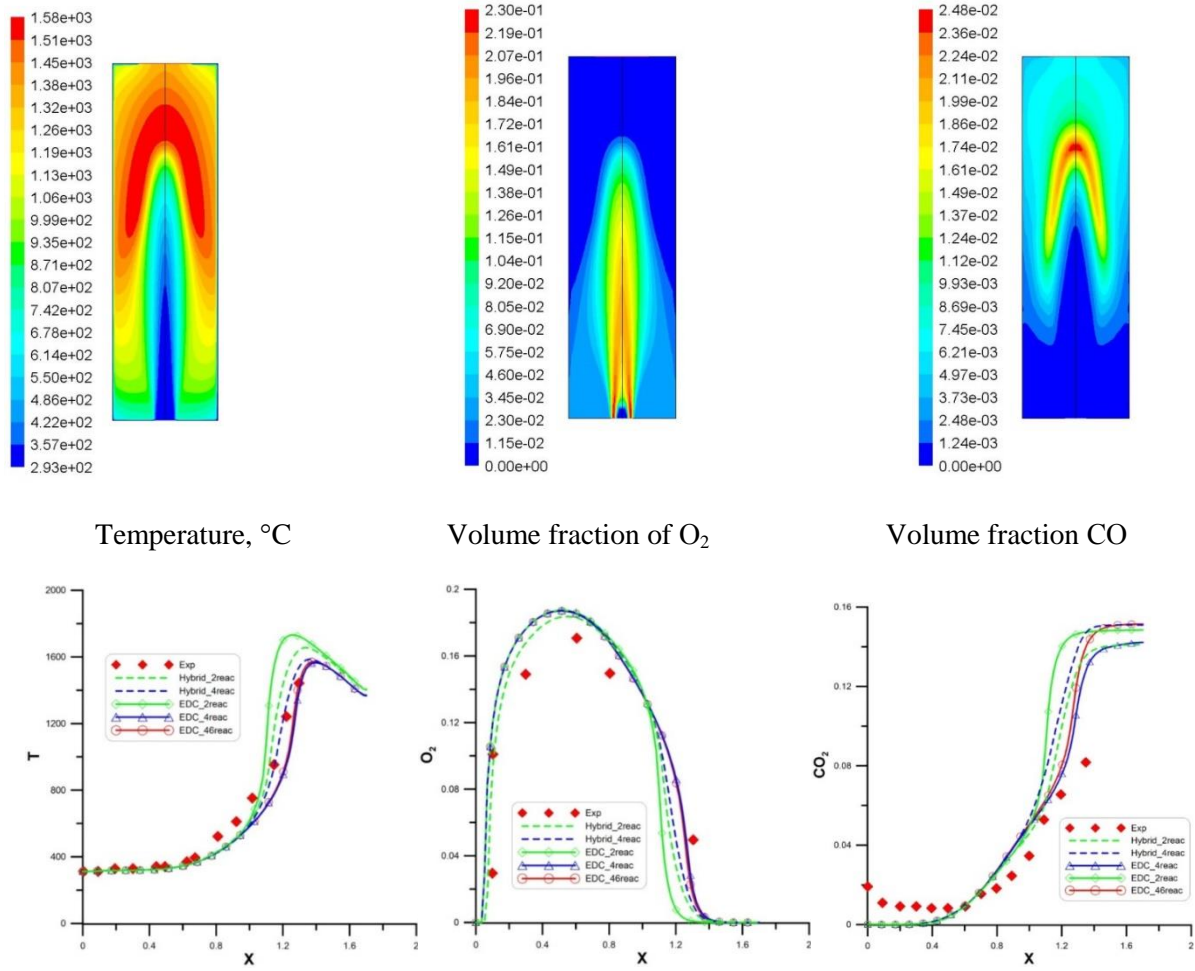 1.58e+03
1.51e+03
1.45e+03
1.38e+03
1.32e+03
1.26e+03
1.19e+03
1.13e+03
1.06e+03
9.99e+02
9.35e+02
8.71e+02
8.07e+02
7.42e+02
6.78e+02
6.14e+02
5.50e+02
4.86e+02
4.22e+02
3.57e+02
2.93e+02
2.30e-01
2.19e-01
2.07e-01
1.96e-01
1.84e-01
1.72e-01
1.61e-01
1.49e-01
1.38e-01
1.26e-01
1.15e-01
1.04e-01
9.20e-02
8.05e-02
6.90e-02
5.75e-02
4.60e-02
3.45e-02
2.30e-02
1.15e-02
0.00e+00
2.48e-02
2.36e-02
2.11e-02
1.99e-02
1.86e-02
1.74e-02
1.61e-02
1.49e-02
1.37e-02
1.24e-02
1.12e-02
9.93e-03
8.69e-03
7.45e-03
6.21e-03
4.97e-03
3.73e-03
2.48e-03
1.24e-03
0.00e+00
Temperature, °C
Volume fraction of O₂
Volume fraction CO
2000
1600
1200
800
400
0
T
Exp
Hybrid_2reac
Hybrid_4reac
EDC_2reac
EDC_4reac
EDC_46reac
0 0.4 0.8 1.2 1.6 2
X
0.2
0.16
0.12
0.08
0.04
0
O₂
Exp
Hybrid_2reac
Hybrid_4reac
EDC_2reac
EDC_4reac
EDC_46reac
0 0.4 0.8 1.2 1.6 2
X
0.16
0.12
0.08
0.04
0
CO₂
Exp
Hybrid_2reac
Hybrid_4reac
EDC_4reac
EDC_2reac
EDC_46reac
0 0.4 0.8 1.2 1.6 2
X